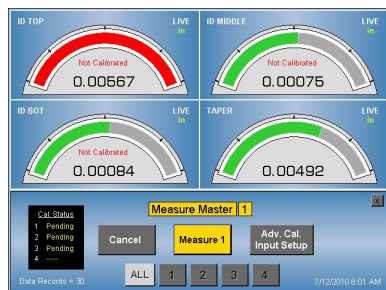 ID TOP
LIVE
in
Not Calibrated
0.00567
ID MIDDLE
LIVE
in
Not Calibrated
0.00075
ID BOT
LIVE
in
Not Calibrated
0.00084
TAPER
LIVE
in
0.00492
x
Measure Master 1
Cal. Status
1 Pending
2 Pending
3 Pending
4 -----
Cancel
Measure 1
Adv. Cal.
Input Setup
ALL 1 2 3 4
Data Records = 30
7/12/2010 8:01 AM